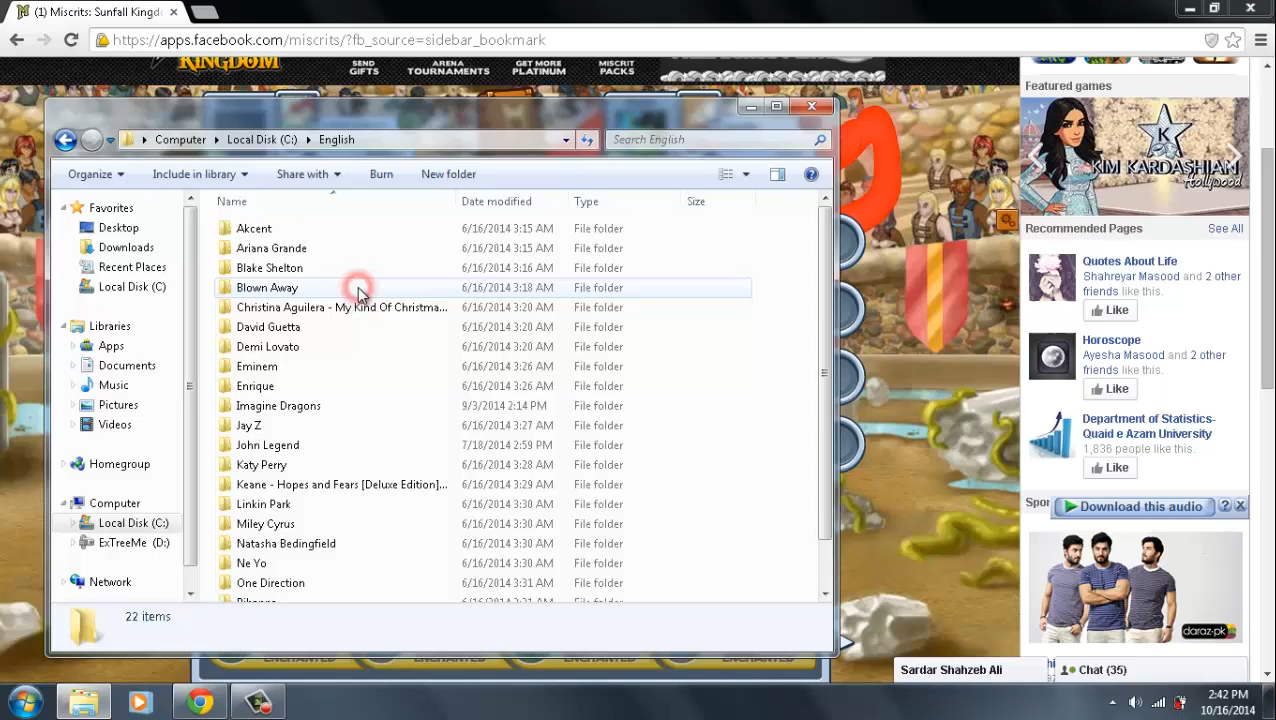 (1) Miscrits: Sunfall Kingd
https://apps.facebook.com/miscrits/?fb_source=sidebar_bookmark
KINGDOM
SEND GIFTS
ARENA TOURNAMENTS
GET MORE PLATINUM
MISCRIT PACKS
Computer Local Disk (C:) English
Search English
Organize Include in library Share with Burn New folder
Name Date modified Type Size
Favorites
Desktop
Downloads
Recent Places
Local Disk (C)
Libraries
Apps
Documents
Music
Pictures
Videos
Homegroup
Computer
Local Disk (C:)
ExTreeMe (D:)
Network
Akcent 6/16/2014 3:15 AM File folder
Ariana Grande 6/16/2014 3:15 AM File folder
Blake Shelton 6/16/2014 3:16 AM File folder
Blown Away 6/16/2014 3:18 AM File folder
Christina Aguilera - My Kind Of Christma... 6/16/2014 3:20 AM File folder
David Guetta 6/16/2014 3:20 AM File folder
Demi Lovato 6/16/2014 3:20 AM File folder
Eminem 6/16/2014 3:26 AM File folder
Enrique 6/16/2014 3:26 AM File folder
Imagine Dragons 9/3/2014 2:14 PM File folder
Jay Z 6/16/2014 3:27 AM File folder
John Legend 7/18/2014 2:59 PM File folder
Katy Perry 6/16/2014 3:28 AM File folder
Keane - Hopes and Fears [Deluxe Edition]... 6/16/2014 3:29 AM File folder
Linkin Park 6/16/2014 3:30 AM File folder
Miley Cyrus 6/16/2014 3:30 AM File folder
Natasha Bedingfield 6/16/2014 3:30 AM File folder
Ne Yo 6/16/2014 3:30 AM File folder
One Direction 6/16/2014 3:31 AM File folder
Rihanna 6/16/2014 3:31 AM File folder
22 items
ENCHANTED ENCHANTED ENCHANTED ENCHANTED
Featured games
K
KIM KARDASHIAN
Hollywood
Recommended Pages See All
Quotes About Life
Shahreyar Masood and 2 other
friends like this.
Like
Horoscope
Ayesha Masood and 2 other
friends like this.
Like
Department of Statistics-
Quaid e Azam University
1,836 people like this.
Like
Spor
Download this audio
daraz.pk
Sardar Shahzeb Ali
Chat (35)
2:42 PM
10/16/2014